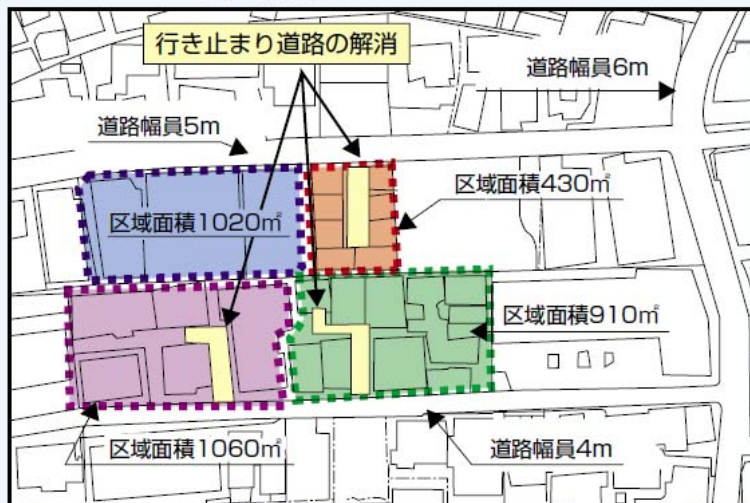 行き止まり道路の解消
道路幅員6m
道路幅員5m
区域面積430㎡
区域面積1020㎡
区域面積910㎡
区域面積1060㎡
道路幅員4m